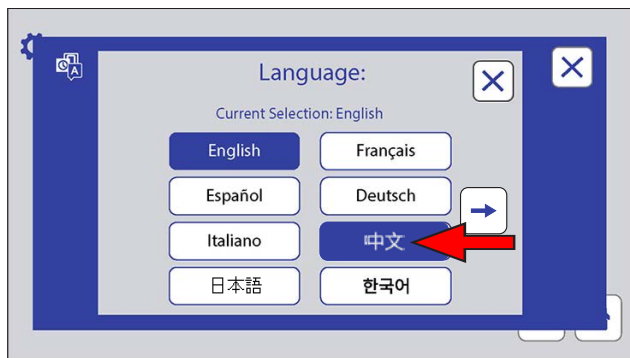 Language:
Current Selection: English
English
Français
Español
Deutsch
Italiano
中文
日本語
한국어